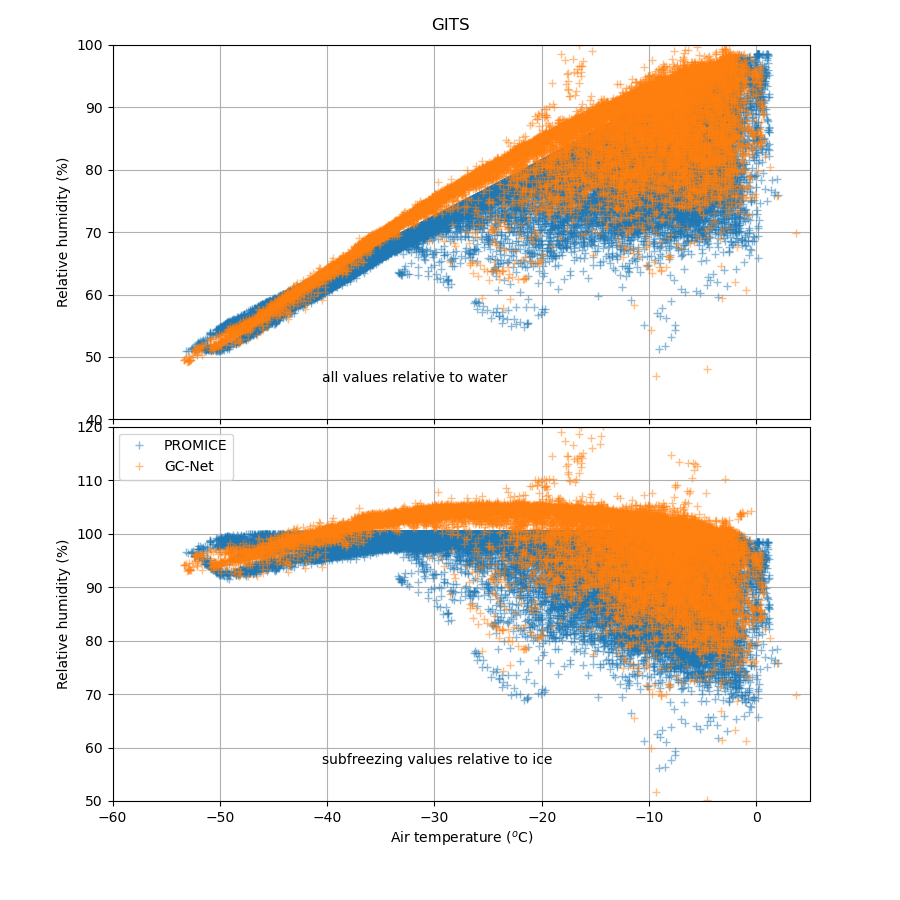 GITS
100
90
80
70
60
50
40
Relative humidity (%)
all values relative to water
120
110
100
90
80
70
60
50
Relative humidity (%)
PROMICE
GC-Net
subfreezing values relative to ice
−60 −50 −40 −30 −20 −10 0
Air temperature (°C)